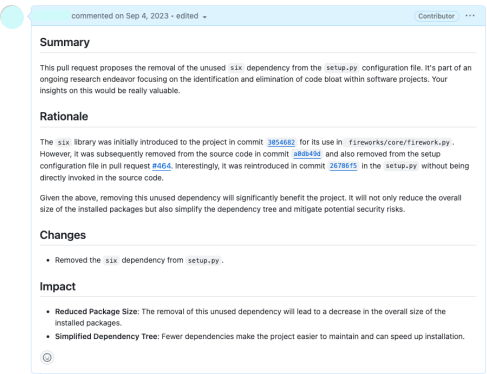 commented on Sep 4, 2023 • edited
Contributor
Summary
This pull request proposes the removal of the unused six dependency from the setup.py configuration file. It's part of an
ongoing research endeavor focusing on the identification and elimination of code bloat within software projects. Your
insights on this would be really valuable.
Rationale
The six library was initially introduced to the project in commit 3054682 for its use in fireworks/core/firework.py.
However, it was subsequently removed from the source code in commit a0db49d and also removed from the setup
configuration file in pull request #464. Interestingly, it was reintroduced in commit 26786f5 in the setup.py without being
directly invoked in the source code.
Given the above, removing this unused dependency will significantly benefit the project. It will not only reduce the overall
size of the installed packages but also simplify the dependency tree and mitigate potential security risks.
Changes
• Removed the six dependency from setup.py.
Impact
• Reduced Package Size: The removal of this unused dependency will lead to a decrease in the overall size of the
installed packages.
• Simplified Dependency Tree: Fewer dependencies make the project easier to maintain and can speed up installation.